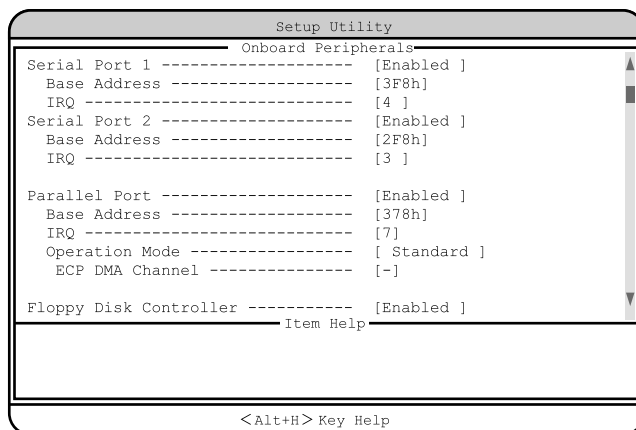 Setup Utility
Onboard Peripherals
Serial Port 1 -------------------- [Enabled ]
Base Address ------------------- [3F8h]
IRQ ---------------------------- [4 ]
Serial Port 2 -------------------- [Enabled ]
Base Address ------------------- [2F8h]
IRQ ---------------------------- [3 ]
Parallel Port -------------------- [Enabled ]
Base Address ------------------- [378h]
IRQ ---------------------------- [7]
Operation Mode ----------------- [ Standard ]
ECP DMA Channel --------------- [-]
Floppy Disk Controller ----------- [Enabled ]
Item Help
<Alt+H> Key Help